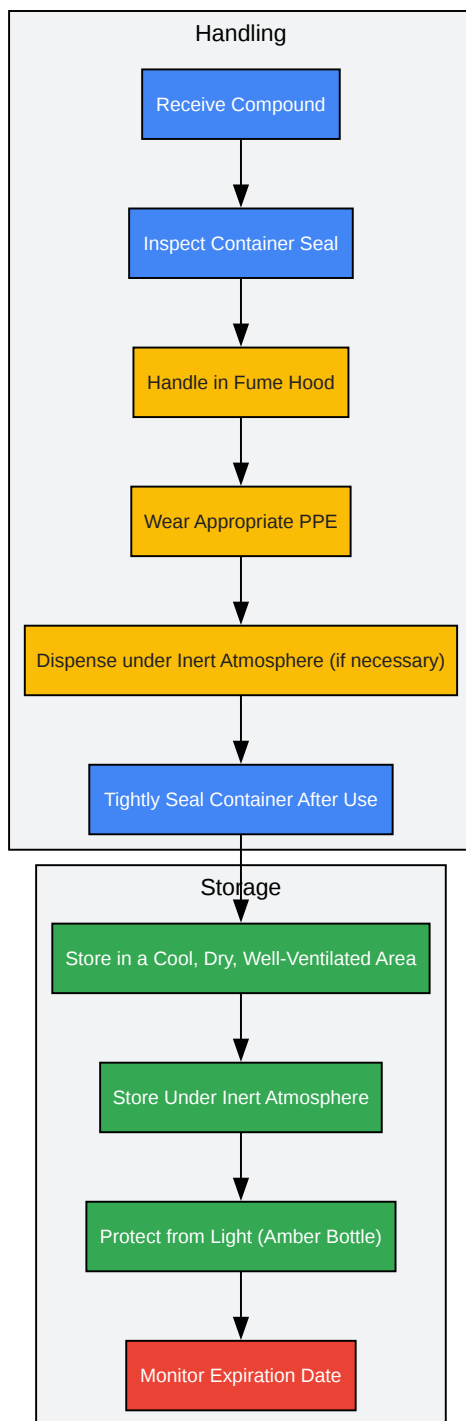 Handling
Receive Compound
Inspect Container Seal
Handle in Fume Hood
Wear Appropriate PPE
Dispense under Inert Atmosphere (if necessary)
Tightly Seal Container After Use
Storage
Store in a Cool, Dry, Well-Ventilated Area
Store Under Inert Atmosphere
Protect from Light (Amber Bottle)
Monitor Expiration Date